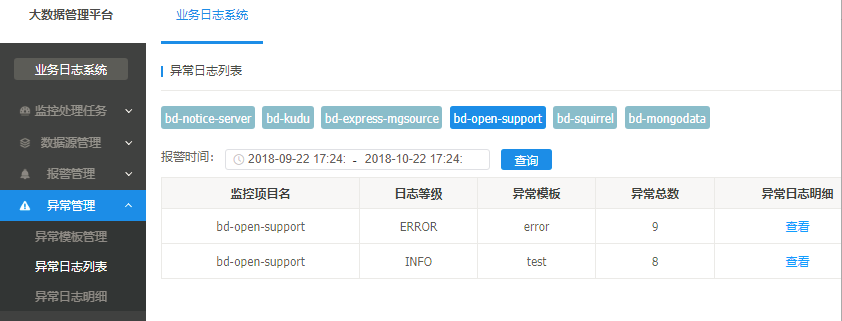 大数据管理平台
业务日志系统
业务日志系统
监控处理任务
数据源管理
报警管理
异常管理
异常模板管理
异常日志列表
异常日志明细
异常日志列表
bd-notice-server bd-kudu bd-express-mgsource bd-open-support bd-squirrel bd-mongodata
报警时间: 2018-09-22 17:24: - 2018-10-22 17:24: 查询
监控项目名 日志等级 异常模板 异常总数 异常日志明细
bd-open-support ERROR error 9 查看
bd-open-support INFO test 8 查看